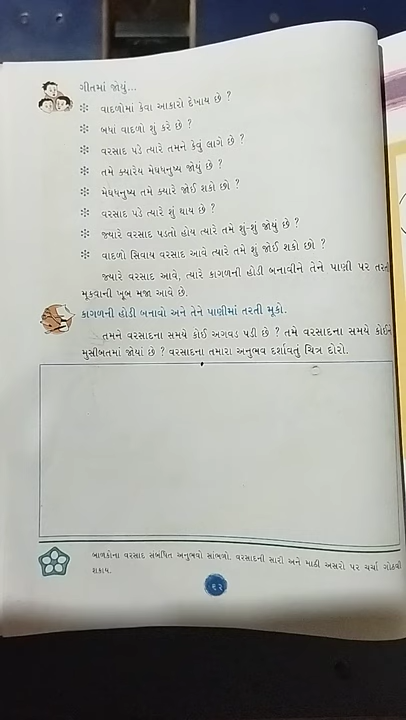 ગીતમાં જોયું...
❉ વાદળોમાં કેવા આકારો દેખાય છે ?
❉ બધાં વાદળો શું કરે છે ?
❉ વરસાદ પડે ત્યારે તમને કેવું લાગે છે ?
❉ તમે ક્યારેય મેઘધનુષ્ય જોયું છે ?
❉ મેઘધનુષ્ય તમે ક્યારે જોઈ શકો છો ?
❉ વરસાદ પડે ત્યારે શું થાય છે ?
❉ જ્યારે વરસાદ પડતો હોય ત્યારે તમે શું-શું જોયું છે ?
❉ વાદળો સિવાય વરસાદ આવે ત્યારે તમે શું જોઈ શકો છો ?
જ્યારે વરસાદ આવે, ત્યારે કાગળની હોડી બનાવીને તેને પાણી પર તરતી
મૂકવાની ખૂબ મજા આવે છે.
કાગળની હોડી બનાવો અને તેને પાણીમાં તરતી મૂકો.
તમને વરસાદના સમયે કોઈ અગવડ પડી છે ? તમે વરસાદના સમયે કોઈને
મુસીબતમાં જોયાં છે ? વરસાદના તમારા અનુભવ દર્શાવતું ચિત્ર દોરો.
બાળકોના વરસાદ સંબંધિત અનુભવો સાંભળો. વરસાદની સારી અને માઠી અસરો પર ચર્ચા ગોઠવી
શકાય.
૬૨